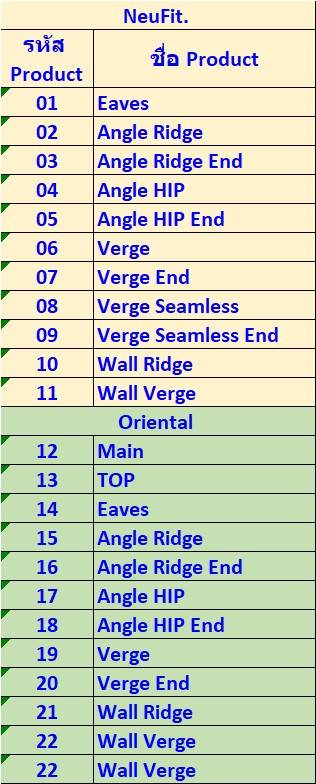 NeuFit.
รหัส
Product
ชื่อ Product
01 Eaves
02 Angle Ridge
03 Angle Ridge End
04 Angle HIP
05 Angle HIP End
06 Verge
07 Verge End
08 Verge Seamless
09 Verge Seamless End
10 Wall Ridge
11 Wall Verge
Oriental
12 Main
13 TOP
14 Eaves
15 Angle Ridge
16 Angle Ridge End
17 Angle HIP
18 Angle HIP End
19 Verge
20 Verge End
21 Wall Ridge
22 Wall Verge
22 Wall Verge